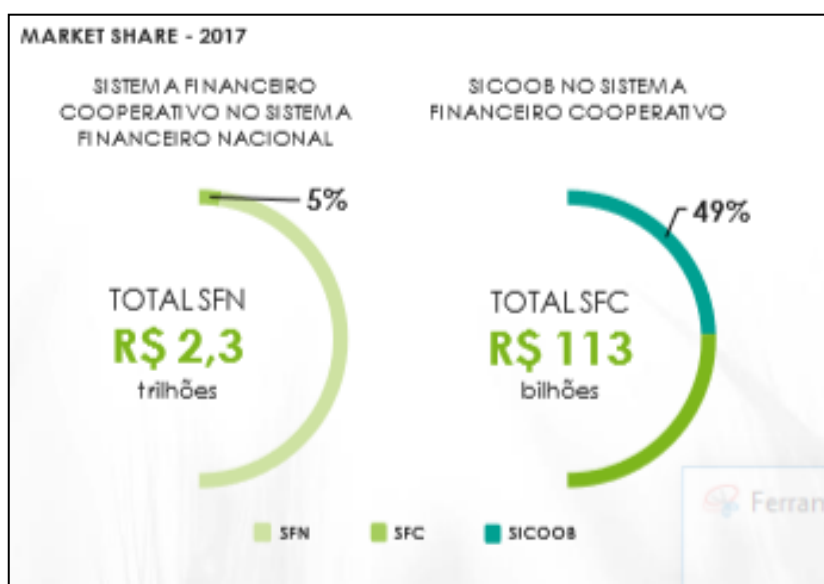 MARKET SHARE - 2017
SISTEMA FINANCEIRO
COOPERATIVO NO SISTEMA
FINANCEIRO NACIONAL
5%
TOTAL SFN
R$ 2,3
trilhões
SICOOB NO SISTEMA
FINANCEIRO COOPERATIVO
49%
TOTAL SFC
R$ 113
bilhões
SFN
SFC
SICOOB